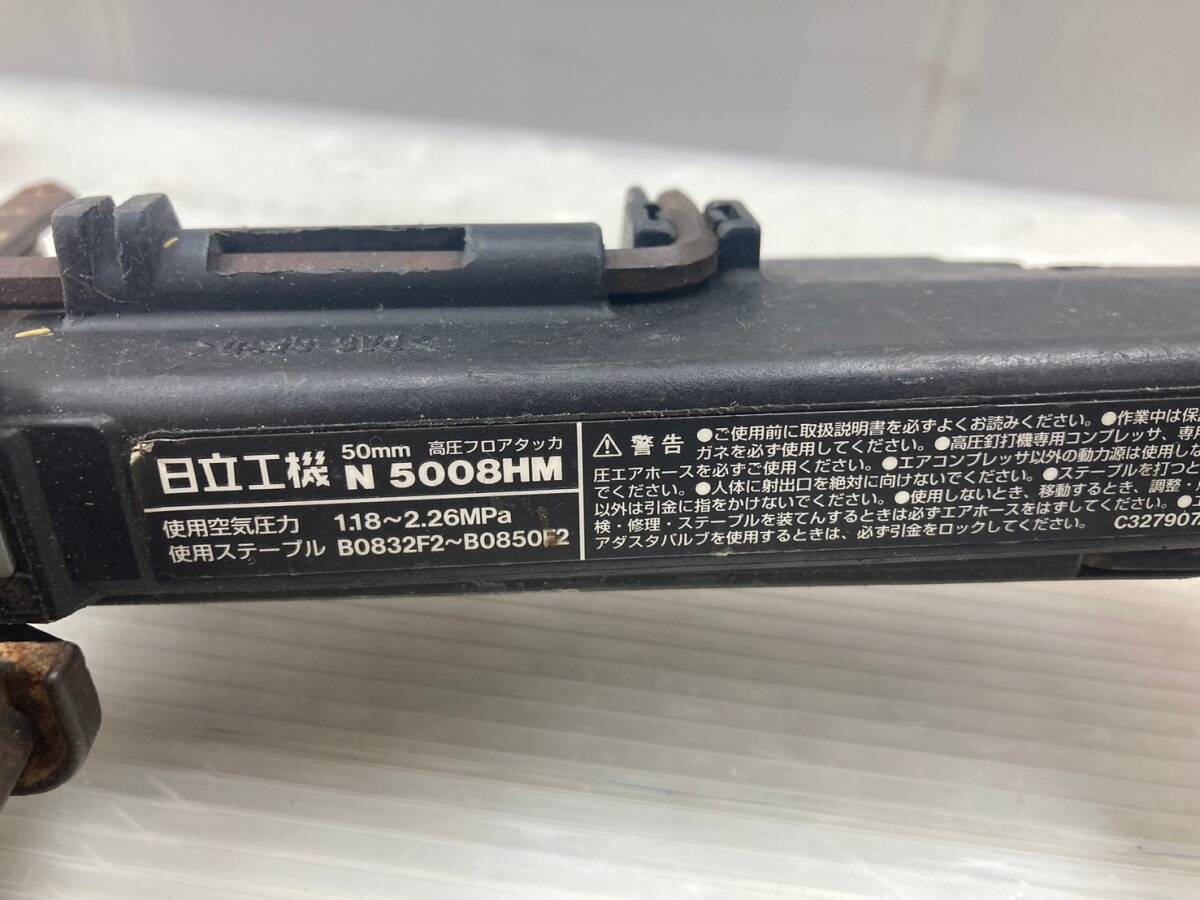 50mm 高圧フロアタッカ
日立工機 N 5008HM
使用空気圧力 1.18～2.26MPa
使用ステープル B0832F2～B0850F2
⚠ 警告 ●ご使用前に取扱説明書を必ずよくお読みください。●作業中は保
ガネを必ず使用してください。●高圧釘打機専用コンプレッサ、専
圧エアホースを必ずご使用ください。●エアコンプレッサ以外の動力源は使用しな
でください。●人体に射出口を絶対に向けないでください。●ステープルを打つと
以外は引金に指をかけないでください。●使用しないとき、移動するとき、調整・
検・修理・ステープルを装てんするときは必ずエアホースをはずしてください。●
アダスタバルブを使用するときは、必ず引金をロックしてください。 C327907